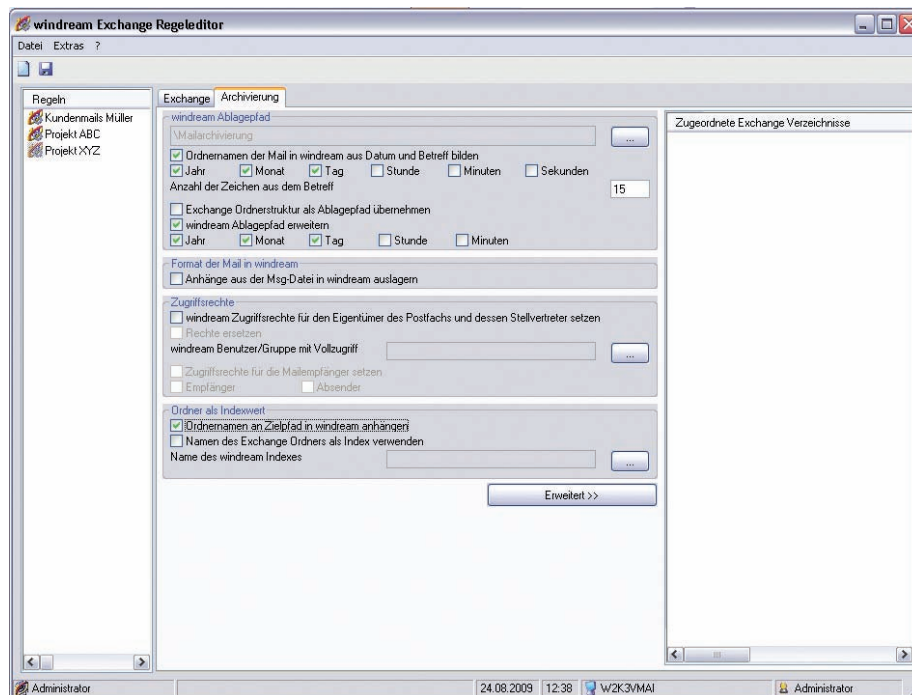 windream Exchange Regeleditor
Datei Extras ?
Regeln
Kundenmails Müller
Projekt ABC
Projekt XYZ
Exchange Archivierung
windream Ablagepfad
\Mailarchivierung
...
Ordnernamen der Mail in windream aus Datum und Betreff bilden
Jahr Monat Tag Stunde Minuten Sekunden
Anzahl der Zeichen aus dem Betreff 15
Exchange Ordnerstruktur als Ablagepfad übernehmen
windream Ablagepfad erweitern
Jahr Monat Tag Stunde Minuten
Format der Mail in windream
Anhänge aus der Msg-Datei in windream auslagern
Zugriffsrechte
windream Zugriffsrechte für den Eigentümer des Postfachs und dessen Stellvertreter setzen
Rechte ersetzen
windream Benutzer/Gruppe mit Vollzugriff ...
Zugriffsrechte für die Mailempfänger setzen
Empfänger Absender
Ordner als Indexwert
Ordnernamen an Zielpfad in windream anhängen
Namen des Exchange Ordners als Index verwenden
Name des windream Indexes ...
Erweitert >>
Zugeordnete Exchange Verzeichnisse
Administrator 24.08.2009 12:38 W2K3VMAI Administrator